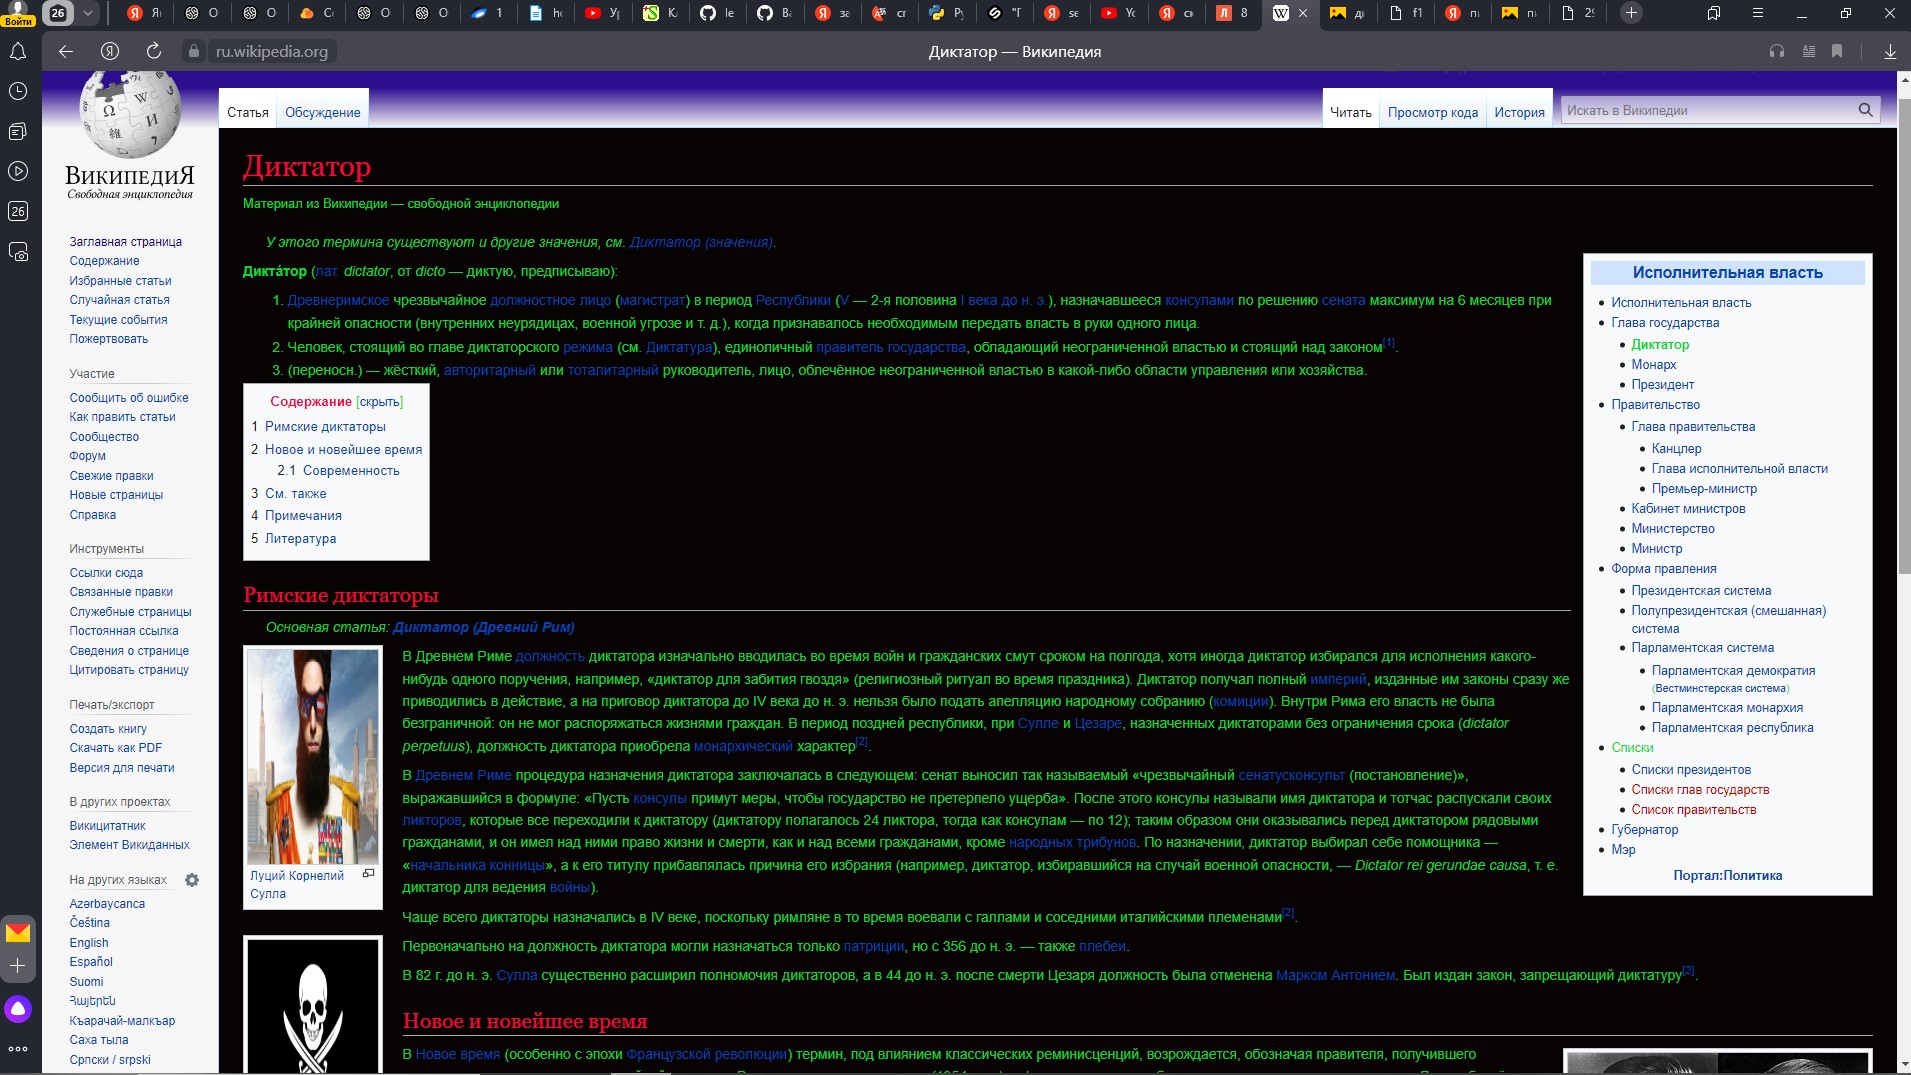 Войти
26
Яı
О
О
Сс
О
О
1
hс
Ур
Кл
le
Ва
за
сг
Ру
"Г
se
Yc
ск
8
ди
f1
пı
пı
29
ru.wikipedia.org
Диктатор — Википедия
26
ВикипедиЯ
Свободная энциклопедия
Статья
Обсуждение
Читать
Просмотр кода
История
Искать в Википедии
Заглавная страница
Содержание
Избранные статьи
Случайная статья
Текущие события
Пожертвовать
Участие
Сообщить об ошибке
Как править статьи
Сообщество
Форум
Свежие правки
Новые страницы
Справка
Инструменты
Ссылки сюда
Связанные правки
Служебные страницы
Постоянная ссылка
Сведения о странице
Цитировать страницу
Печать/экспорт
Создать книгу
Скачать как PDF
Версия для печати
В других проектах
Викицитатник
Элемент Викиданных
На других языках
Azərbaycanca
Čeština
English
Español
Suomi
Հայերեն
Къарачай-малкъар
Саха тыла
Српски / srpski
Диктатор
Материал из Википедии — свободной энциклопедии
У этого термина существуют и другие значения, см. Диктатор (значения).
Дикта́тор (лат. dictator, от dicto — диктую, предписываю):
1. Древнеримское чрезвычайное должностное лицо (магистрат) в период Республики (V — 2-я половина I века до н. э.), назначавшееся консулами по решению сената максимум на 6 месяцев при
крайней опасности (внутренних неурядицах, военной угрозе и т. д.), когда признавалось необходимым передать власть в руки одного лица.
2. Человек, стоящий во главе диктаторского режима (см. Диктатура), единоличный правитель государства, обладающий неограниченной властью и стоящий над законом[1].
3. (переносн.) — жёсткий, авторитарный или тоталитарный руководитель, лицо, облечённое неограниченной властью в какой-либо области управления или хозяйства.
Содержание [скрыть]
1 Римские диктаторы
2 Новое и новейшее время
2.1 Современность
3 См. также
4 Примечания
5 Литература
Римские диктаторы
Основная статья: Диктатор (Древний Рим)
Луций Корнелий
Сулла
В Древнем Риме должность диктатора изначально вводилась во время войн и гражданских смут сроком на полгода, хотя иногда диктатор избирался для исполнения какого-
нибудь одного поручения, например, «диктатор для забития гвоздя» (религиозный ритуал во время праздника). Диктатор получал полный империй, изданные им законы сразу же
приводились в действие, а на приговор диктатора до IV века до н. э. нельзя было подать апелляцию народному собранию (комиции). Внутри Рима его власть не была
безграничной: он не мог распоряжаться жизнями граждан. В период поздней республики, при Сулле и Цезаре, назначенных диктаторами без ограничения срока (dictator
perpetuus), должность диктатора приобрела монархический характер[2].
В Древнем Риме процедура назначения диктатора заключалась в следующем: сенат выносил так называемый «чрезвычайный сенатусконсульт (постановление)»,
выражавшийся в формуле: «Пусть консулы примут меры, чтобы государство не претерпело ущерба». После этого консулы называли имя диктатора и тотчас распускали своих
ликторов, которые все переходили к диктатору (диктатору полагалось 24 ликтора, тогда как консулам — по 12); таким образом они оказывались перед диктатором рядовыми
гражданами, и он имел над ними право жизни и смерти, как и над всеми гражданами, кроме народных трибунов. По назначении, диктатор выбирал себе помощника —
«начальника конницы», а к его титулу прибавлялась причина его избрания (например, диктатор, избиравшийся на случай военной опасности, — Dictator rei gerundae causa, т. е.
диктатор для ведения войны).
Чаще всего диктаторы назначались в IV веке, поскольку римляне в то время воевали с галлами и соседними италийскими племенами[2].
Первоначально на должность диктатора могли назначаться только патриции, но с 356 до н. э. — также плебеи.
В 82 г. до н. э. Сулла существенно расширил полномочия диктаторов, а в 44 до н. э. после смерти Цезаря должность была отменена Марком Антонием. Был издан закон, запрещающий диктатуру[2].
Новое и новейшее время
В Новое время (особенно с эпохи Французской революции) термин, под влиянием классических реминисценций, возрождается, обозначая правителя, получившего
Исполнительная власть
Исполнительная власть
Глава государства
Диктатор
Монарх
Президент
Правительство
Глава правительства
Канцлер
Глава исполнительной власти
Премьер-министр
Кабинет министров
Министерство
Министр
Форма правления
Президентская система
Полупрезидентская (смешанная)
система
Парламентская система
Парламентская демократия
(Вестминстерская система)
Парламентская монархия
Парламентская республика
Списки
Списки президентов
Списки глав государств
Список правительств
Губернатор
Мэр
Портал:Политика